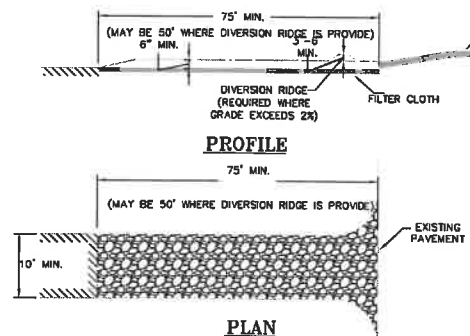 75' MIN.
(MAY BE 50' WHERE DIVERSION RIDGE IS PROVIDE)
6" MIN.
3'-6"
MIN.
DIVERSION RIDGE
(REQUIRED WHERE
GRADE EXCEEDS 2%)
FILTER CLOTH
PROFILE
75' MIN.
(MAY BE 50' WHERE DIVERSION RIDGE IS PROVIDE)
EXISTING
PAVEMENT
10' MIN.
PLAN